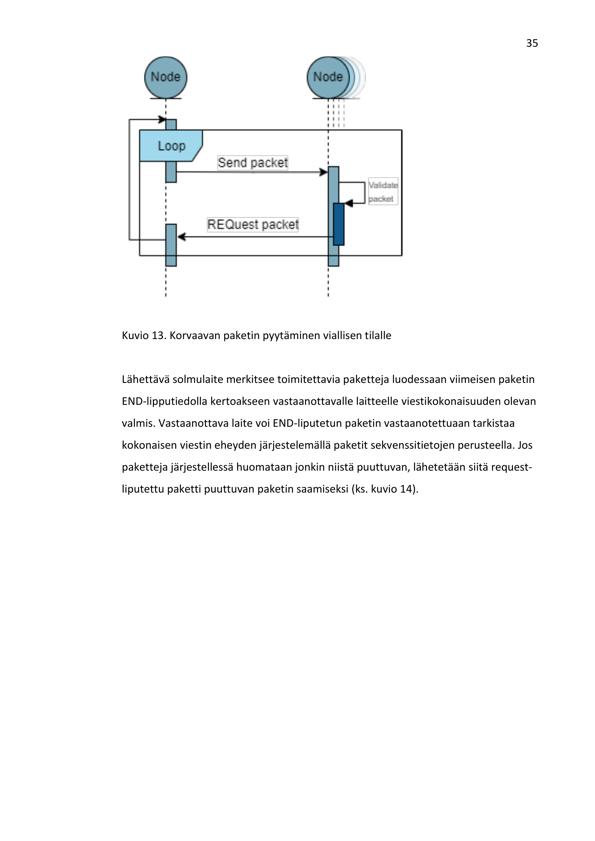 35
Node
Node
Loop
Send packet
Validate
packet
REQuest packet
Kuvio 13. Korvaavan paketin pyytäminen viallisen tilalle
Lähettävä solmulaite merkitsee toimitettavia paketteja luodessaan viimeisen paketin
END-lipputiedolla kertoakseen vastaanottavalle laitteelle viestikokonaisuuden olevan
valmis. Vastaanottava laite voi END-liputetun paketin vastaanotettuaan tarkistaa
kokonaisen viestin eheyden järjestelemällä paketit sekvenssitietojen perusteella. Jos
paketteja järjestellessä huomataan jonkin niistä puuttuvan, lähetetään siitä request-
liputettu paketti puuttuvan paketin saamiseksi (ks. kuvio 14).